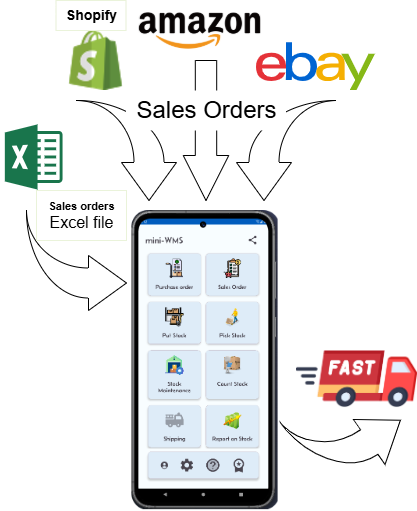 Shopify
amazon
ebay
Sales Orders
Sales orders
Excel file
mini-WMS
Purchase order
Sales Order
Put Stock
Pick Stock
Stock
Maintenance
Count Stock
Shipping
Report on Stock
FAST